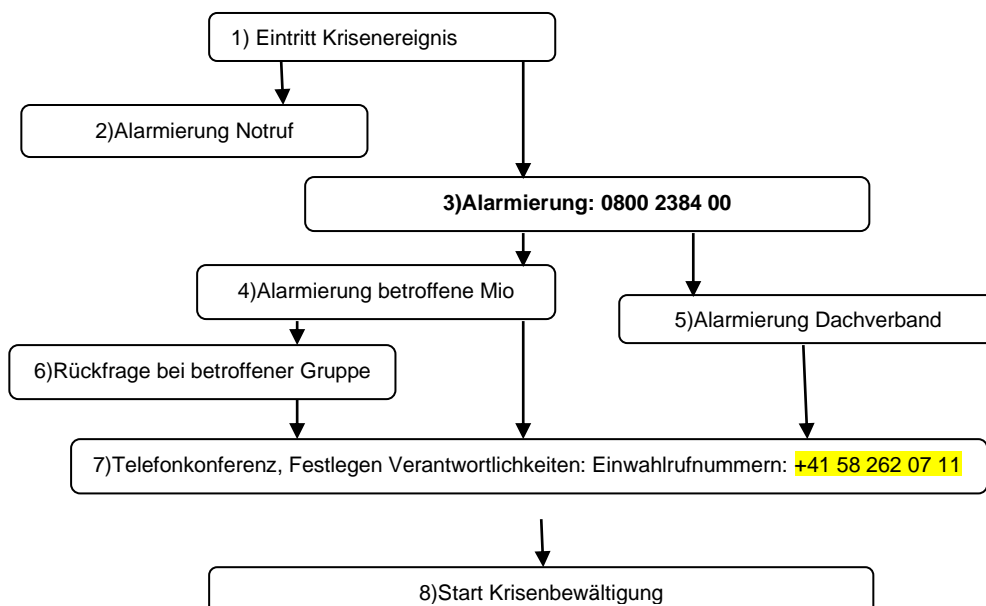 1) Eintritt Krisenereignis
2)Alarmierung Notruf
3)Alarmierung: 0800 2384 00
4)Alarmierung betroffene Mio
5)Alarmierung Dachverband
6)Rückfrage bei betroffener Gruppe
7)Telefonkonferenz, Festlegen Verantwortlichkeiten: Einwahlrufnummern: +41 58 262 07 11
8)Start Krisenbewältigung